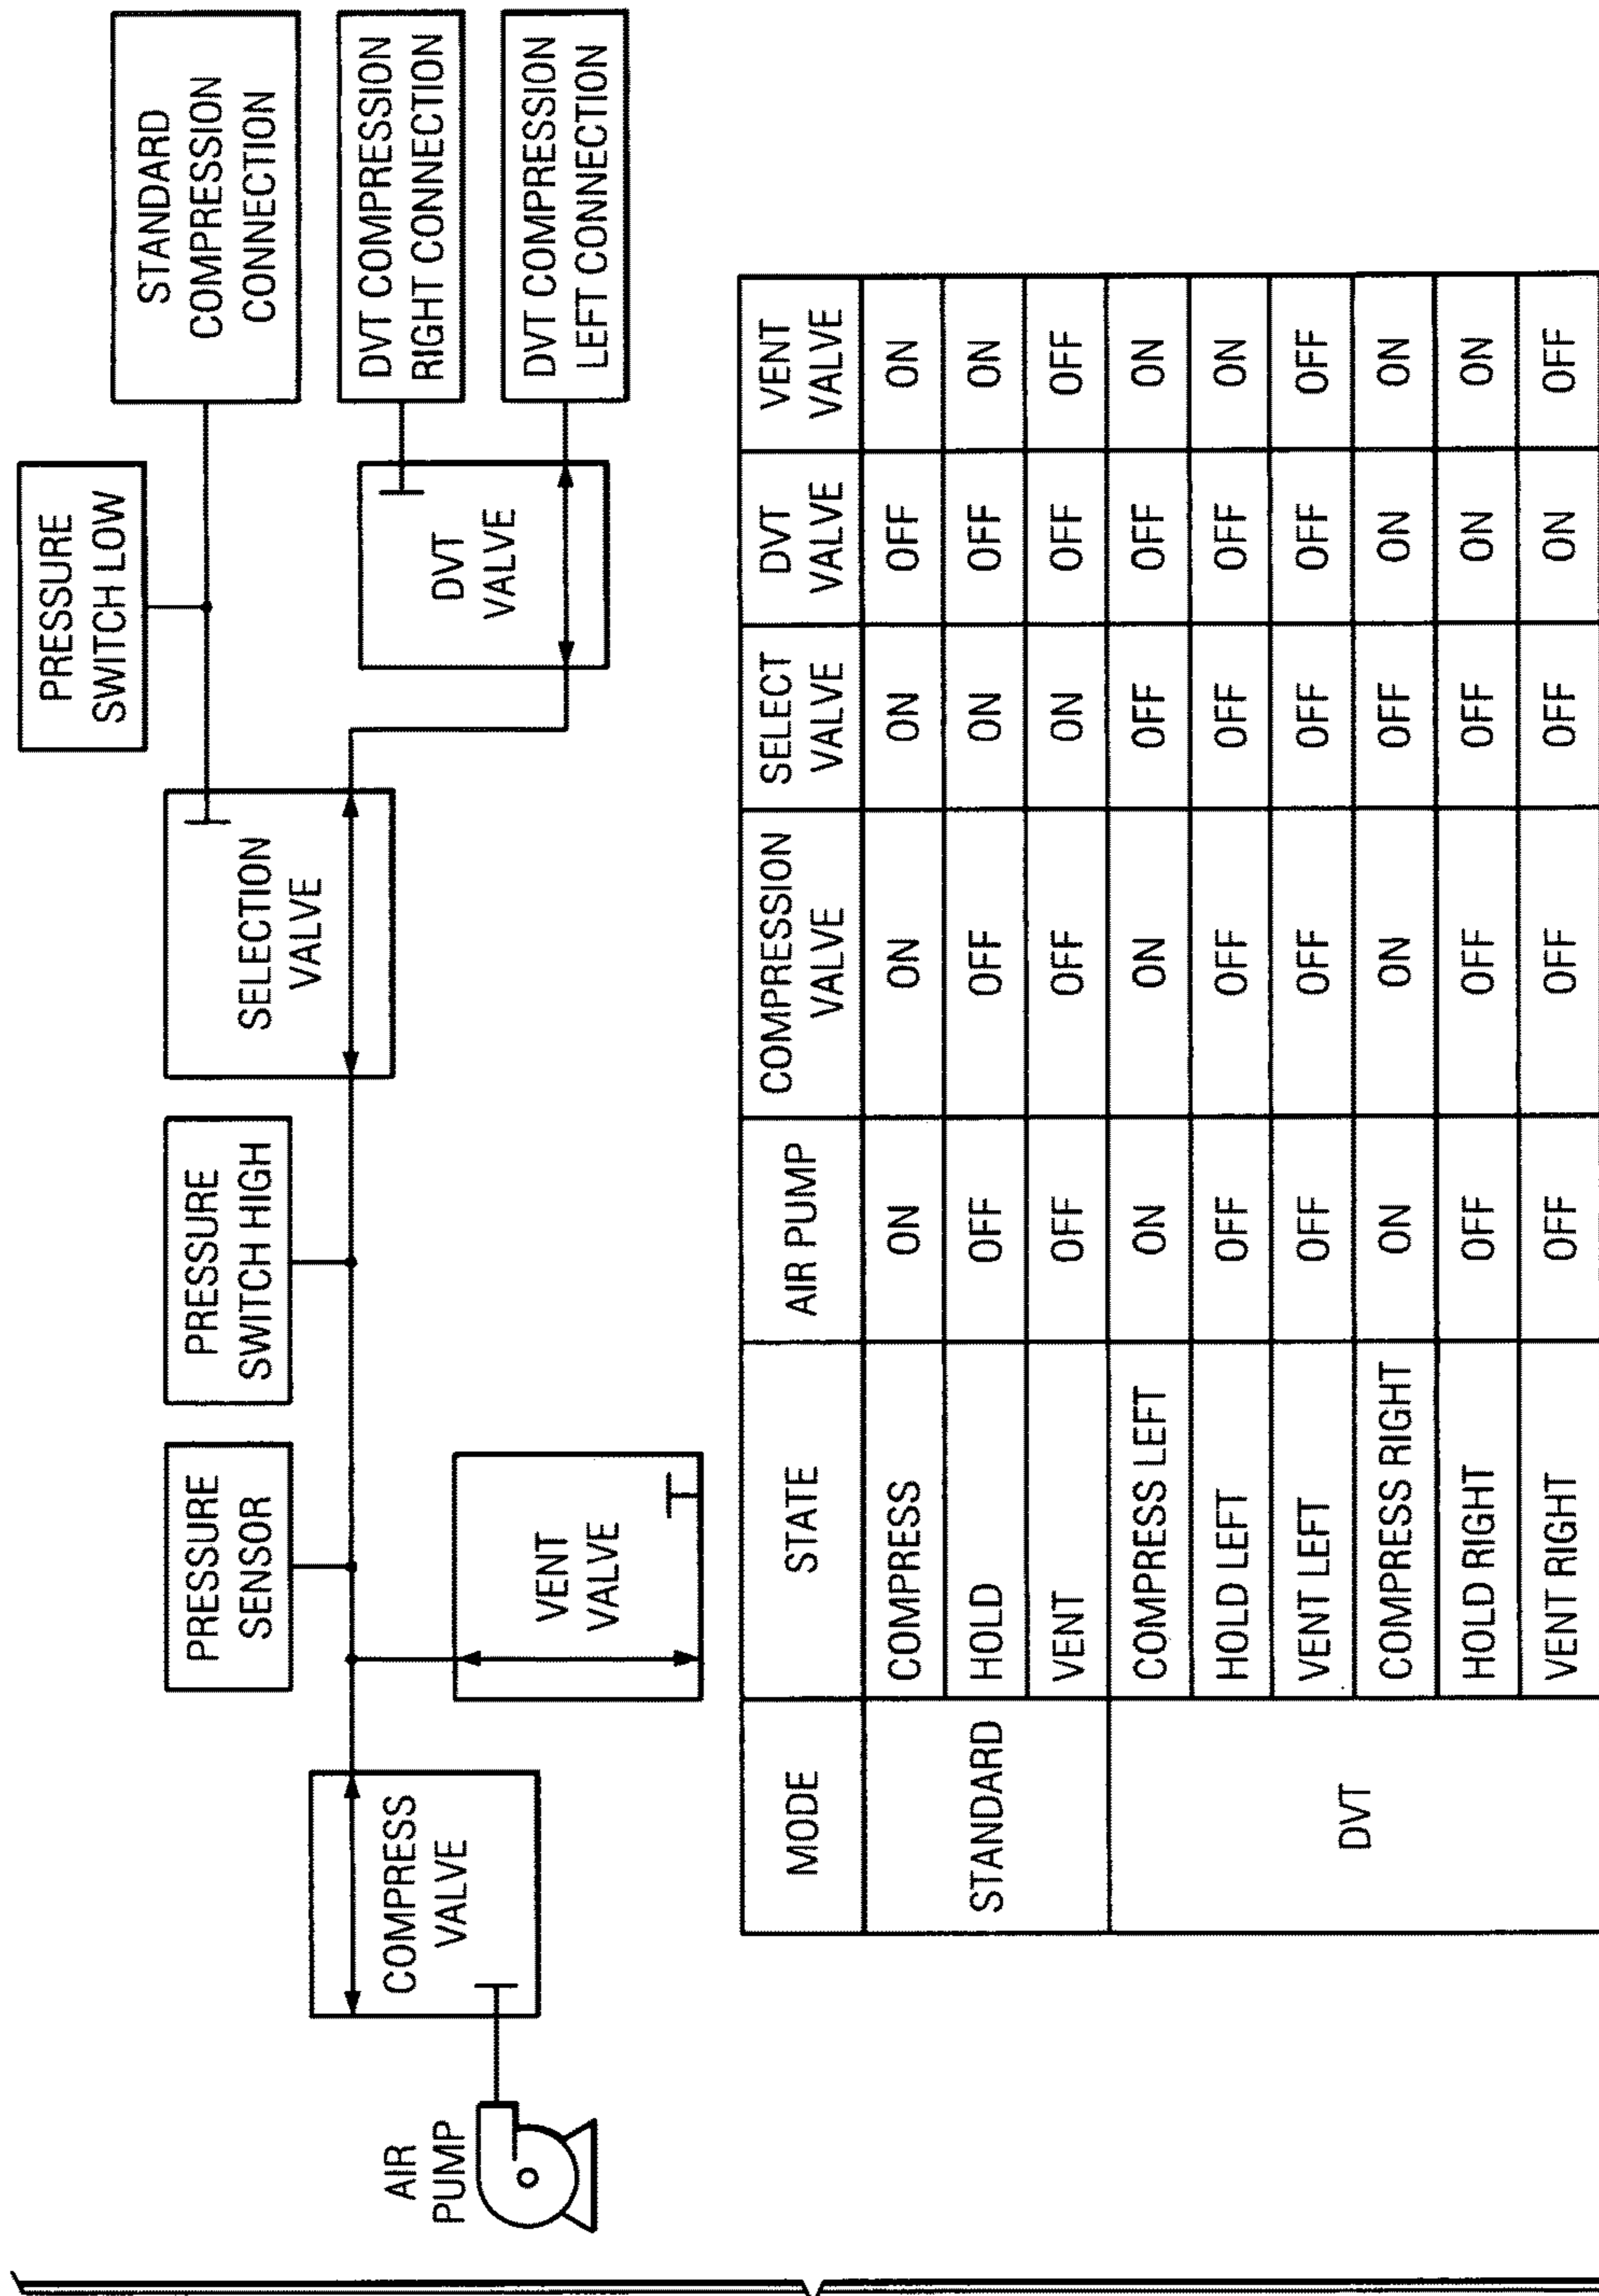 AIR
PUMP
COMPRESS
VALVE
VENT
VALVE
PRESSURE
SENSOR
PRESSURE
SWITCH HIGH
SELECTION
VALVE
PRESSURE
SWITCH LOW
DVT
VALVE
STANDARD
COMPRESSION
CONNECTION
DVT COMPRESSION
RIGHT CONNECTION
DVT COMPRESSION
LEFT CONNECTION
MODE STATE AIR PUMP COMPRESSION VALVE SELECT VALVE DVT VALVE VENT VALVE
STANDARD COMPRESS ON ON ON OFF ON
HOLD OFF OFF ON OFF ON
VENT OFF OFF ON OFF OFF
DVT COMPRESS LEFT ON ON OFF OFF ON
HOLD LEFT OFF OFF OFF OFF ON
VENT LEFT OFF OFF OFF OFF OFF
COMPRESS RIGHT ON ON OFF ON ON
HOLD RIGHT OFF OFF OFF ON ON
VENT RIGHT OFF OFF OFF ON OFF